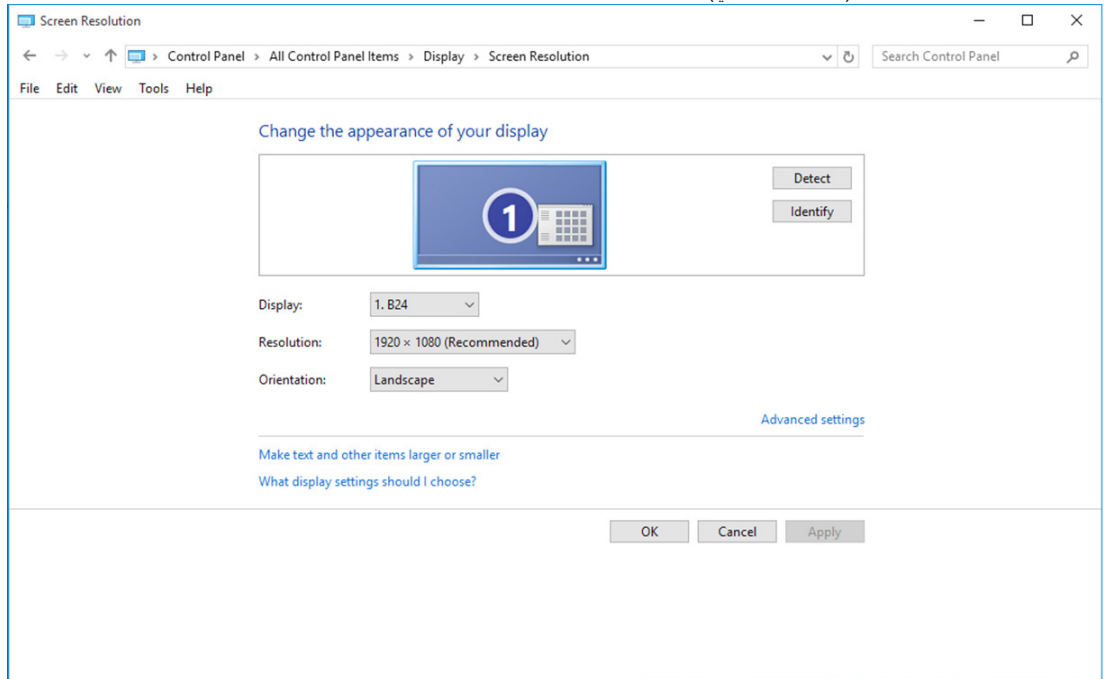 Screen Resolution
Control Panel > All Control Panel Items > Display > Screen Resolution
Search Control Panel
File Edit View Tools Help
Change the appearance of your display
1
Detect
Identify
Display: 1. B24
Resolution: 1920 × 1080 (Recommended)
Orientation: Landscape
Advanced settings
Make text and other items larger or smaller
What display settings should I choose?
OK Cancel Apply